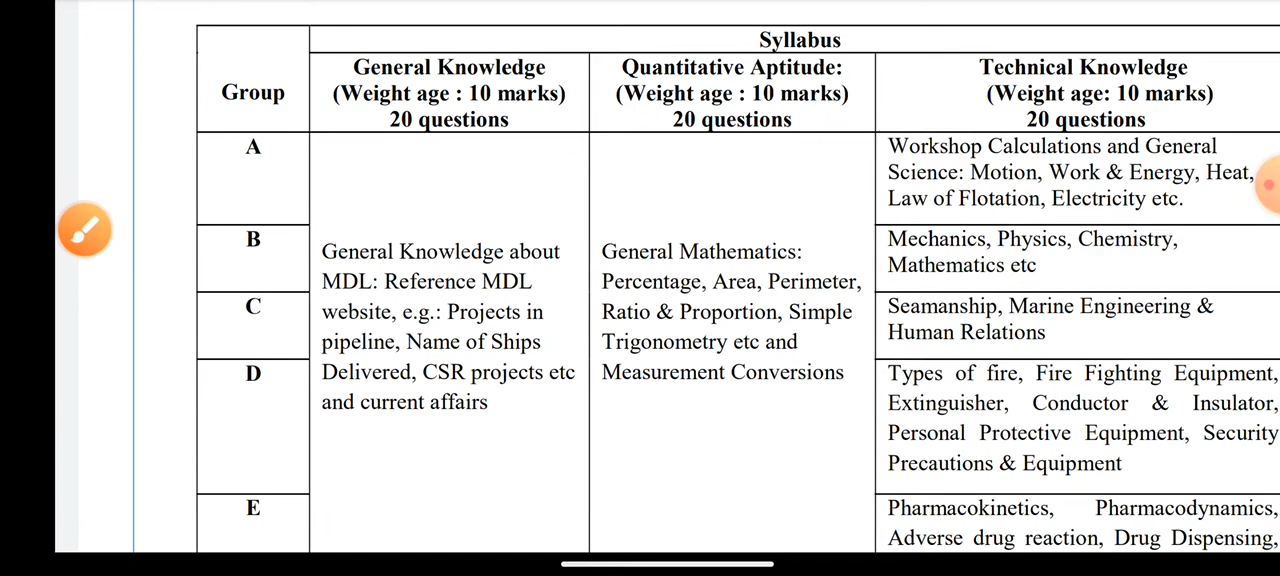 Syllabus
Group
General Knowledge
(Weight age : 10 marks)
20 questions
Quantitative Aptitude:
(Weight age : 10 marks)
20 questions
Technical Knowledge
(Weight age: 10 marks)
20 questions
A
Workshop Calculations and General
Science: Motion, Work & Energy, Heat,
Law of Flotation, Electricity etc.
B
Mechanics, Physics, Chemistry,
Mathematics etc
C
Seamanship, Marine Engineering &
Human Relations
D
Types of fire, Fire Fighting Equipment,
Extinguisher, Conductor & Insulator,
Personal Protective Equipment, Security
Precautions & Equipment
E
Pharmacokinetics, Pharmacodynamics,
Adverse drug reaction, Drug Dispensing,
General Knowledge about
MDL: Reference MDL
website, e.g.: Projects in
pipeline, Name of Ships
Delivered, CSR projects etc
and current affairs
General Mathematics:
Percentage, Area, Perimeter,
Ratio & Proportion, Simple
Trigonometry etc and
Measurement Conversions